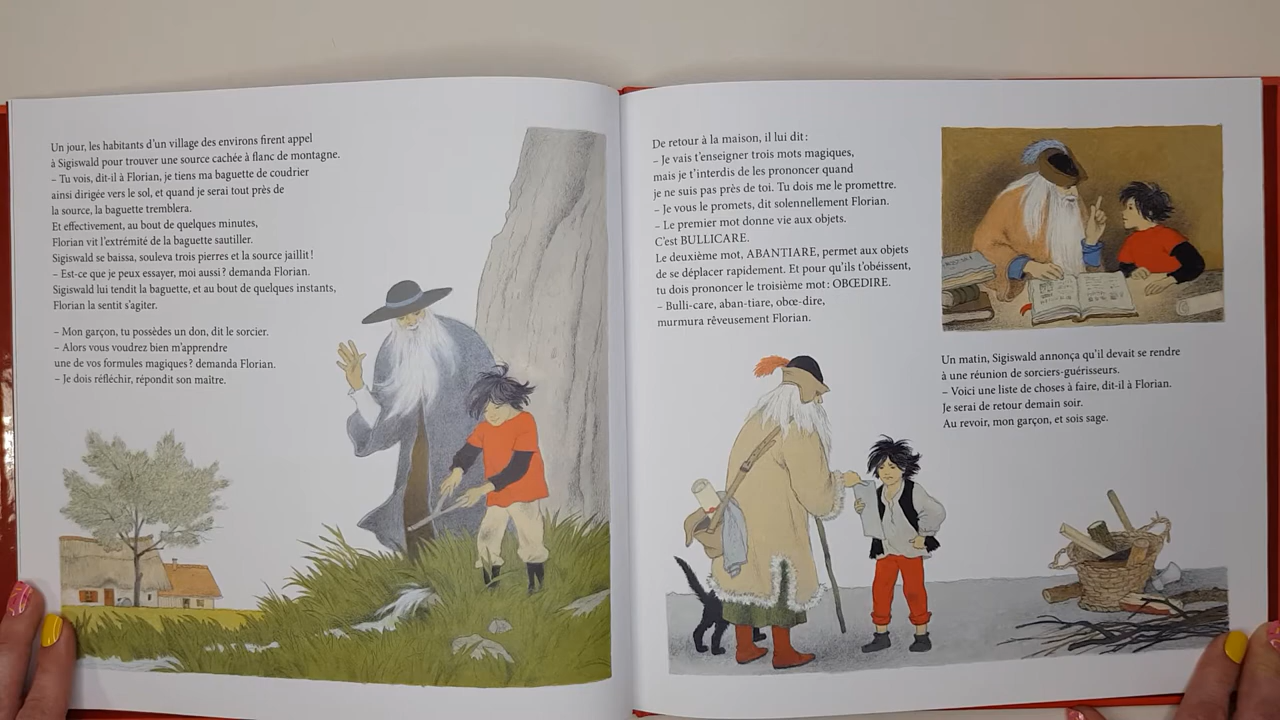 Un jour, les habitants d'un village des environs firent appel
à Sigiswald pour trouver une source cachée à flanc de montagne.
– Tu vois, dit-il à Florian, je tiens ma baguette de coudrier
ainsi dirigée vers le sol, et quand je serai tout près de
la source, la baguette tremblera.
Et effectivement, au bout de quelques minutes,
Florian vit l'extrémité de la baguette sautiller.
Sigiswald se baissa, souleva trois pierres et la source jaillit !
– Est-ce que je peux essayer, moi aussi ? demanda Florian.
Sigiswald lui tendit la baguette, et au bout de quelques instants,
Florian la sentit s'agiter.
– Mon garçon, tu possèdes un don, dit le sorcier.
– Alors vous voudrez bien m'apprendre
une de vos formules magiques ? demanda Florian.
– Je dois réfléchir, répondit son maître.
De retour à la maison, il lui dit :
– Je vais t'enseigner trois mots magiques,
mais je t'interdis de les prononcer quand
je ne suis pas près de toi. Tu dois me le promettre.
– Je vous le promets, dit solennellement Florian.
– Le premier mot donne vie aux objets.
C'est BULLICARE.
Le deuxième mot, ABANTIARE, permet aux objets
de se déplacer rapidement. Et pour qu'ils t'obéissent,
tu dois prononcer le troisième mot : OBŒDIRE.
– Bulli-care, aban-tiare, obœ-dire,
murmura rêveusement Florian.
Un matin, Sigiswald annonça qu'il devait se rendre
à une réunion de sorciers-guérisseurs.
– Voici une liste de choses à faire, dit-il à Florian.
Je serai de retour demain soir.
Au revoir, mon garçon, et sois sage.